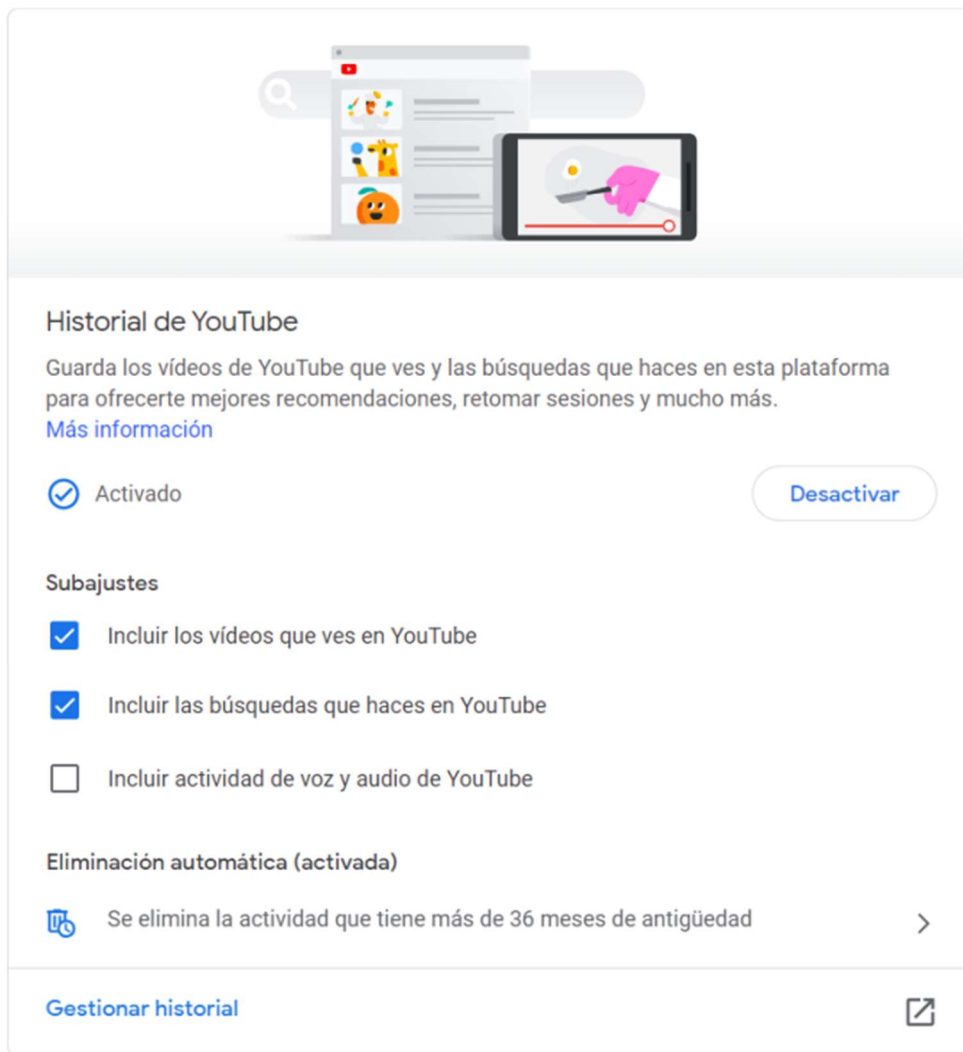 Historial de YouTube
Guarda los vídeos de YouTube que ves y las búsquedas que haces en esta plataforma
para ofrecerte mejores recomendaciones, retomar sesiones y mucho más.
Más información
Activado
Desactivar
Subajustes
Incluir los vídeos que ves en YouTube
Incluir las búsquedas que haces en YouTube
Incluir actividad de voz y audio de YouTube
Eliminación automática (activada)
Se elimina la actividad que tiene más de 36 meses de antigüedad
Gestionar historial